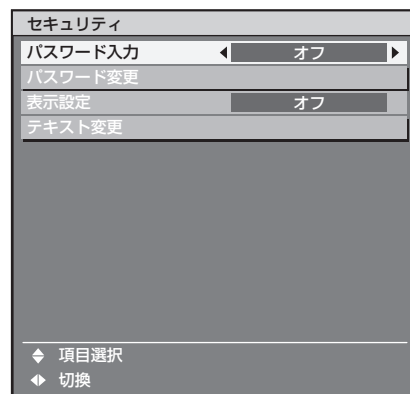 セキュリティ
パスワード入力 オフ
パスワード変更
表示設定 オフ
テキスト変更
項目選択
切換